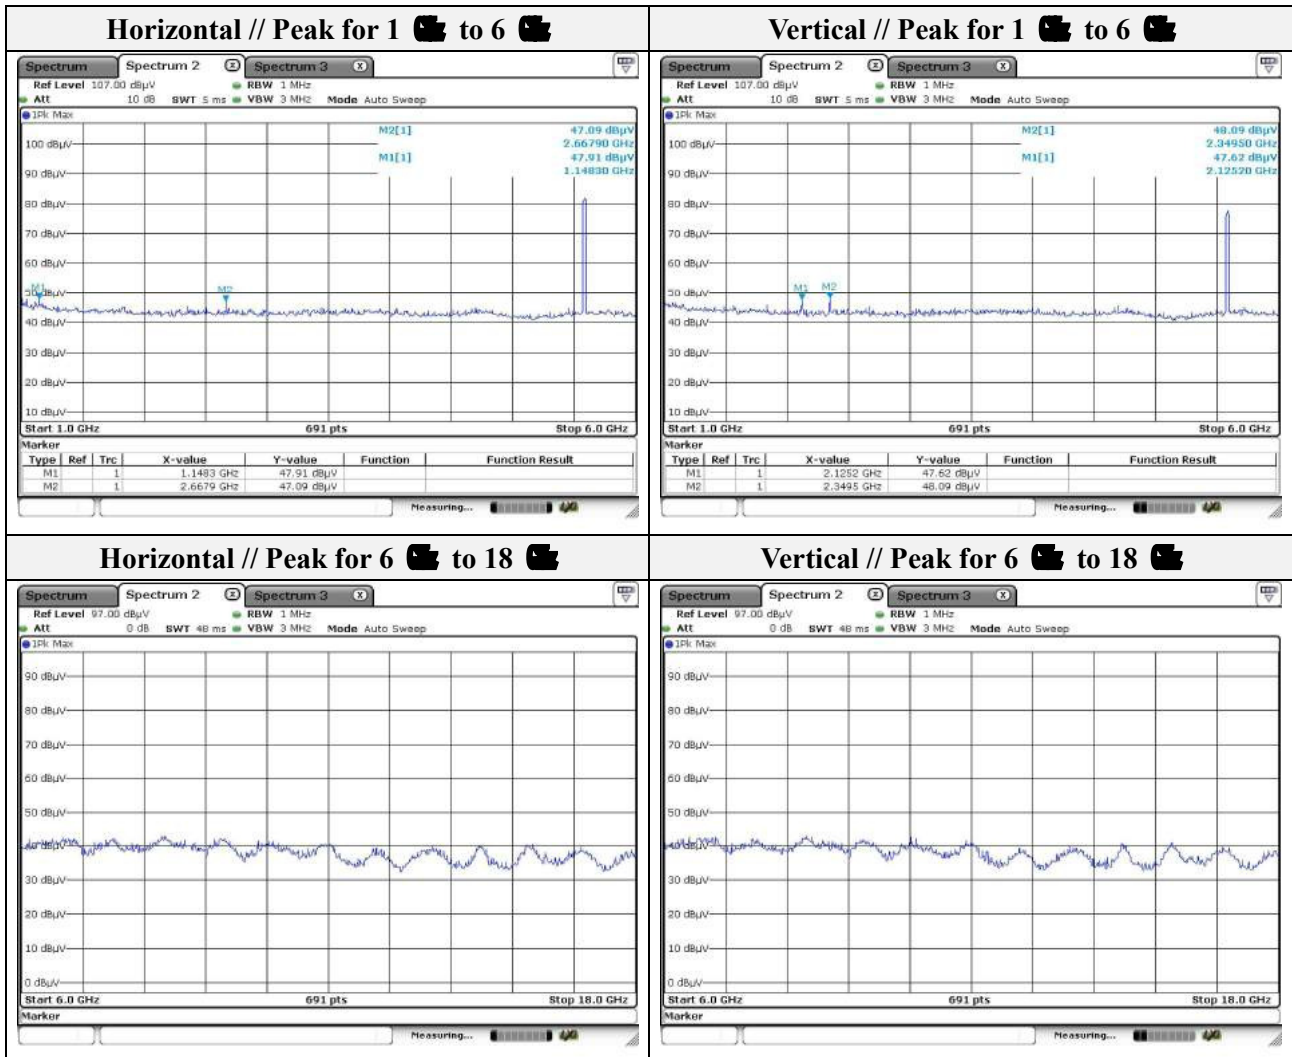 Horizontal // Peak for 1 to 6
Spectrum Spectrum 2 Spectrum 3
Ref Level 107.00 dBµV RBW 1 MHz
Att 10 dB SWT 5 ms VBW 3 MHz Mode Auto Sweep
1Pk Max
M2[1] 47.09 dBµV
2.66790 GHz
M1[1] 47.91 dBµV
1.14830 GHz
100 dBµV
90 dBµV
80 dBµV
70 dBµV
60 dBµV
50 dBµV
M1 M2
40 dBµV
30 dBµV
20 dBµV
10 dBµV
Start 1.0 GHz 691 pts Stop 6.0 GHz
Marker
Type Ref Trc X-value Y-value Function Function Result
M1 1 1.1483 GHz 47.91 dBµV
M2 1 2.6679 GHz 47.09 dBµV
Measuring...
Vertical // Peak for 1 to 6
Spectrum Spectrum 2 Spectrum 3
Ref Level 107.00 dBµV RBW 1 MHz
Att 10 dB SWT 5 ms VBW 3 MHz Mode Auto Sweep
1Pk Max
M2[1] 48.09 dBµV
2.34950 GHz
M1[1] 47.62 dBµV
2.12520 GHz
100 dBµV
90 dBµV
80 dBµV
70 dBµV
60 dBµV
50 dBµV
M1 M2
40 dBµV
30 dBµV
20 dBµV
10 dBµV
Start 1.0 GHz 691 pts Stop 6.0 GHz
Marker
Type Ref Trc X-value Y-value Function Function Result
M1 1 2.1252 GHz 47.62 dBµV
M2 1 2.3495 GHz 48.09 dBµV
Measuring...
Horizontal // Peak for 6 to 18
Spectrum Spectrum 2 Spectrum 3
Ref Level 97.00 dBµV RBW 1 MHz
Att 0 dB SWT 48 ms VBW 3 MHz Mode Auto Sweep
1Pk Max
90 dBµV
80 dBµV
70 dBµV
60 dBµV
50 dBµV
40 dBµV
30 dBµV
20 dBµV
10 dBµV
0 dBµV
Start 6.0 GHz 691 pts Stop 18.0 GHz
Marker
Measuring...
Vertical // Peak for 6 to 18
Spectrum Spectrum 2 Spectrum 3
Ref Level 97.00 dBµV RBW 1 MHz
Att 0 dB SWT 48 ms VBW 3 MHz Mode Auto Sweep
1Pk Max
90 dBµV
80 dBµV
70 dBµV
60 dBµV
50 dBµV
40 dBµV
30 dBµV
20 dBµV
10 dBµV
0 dBµV
Start 6.0 GHz 691 pts Stop 18.0 GHz
Marker
Measuring...